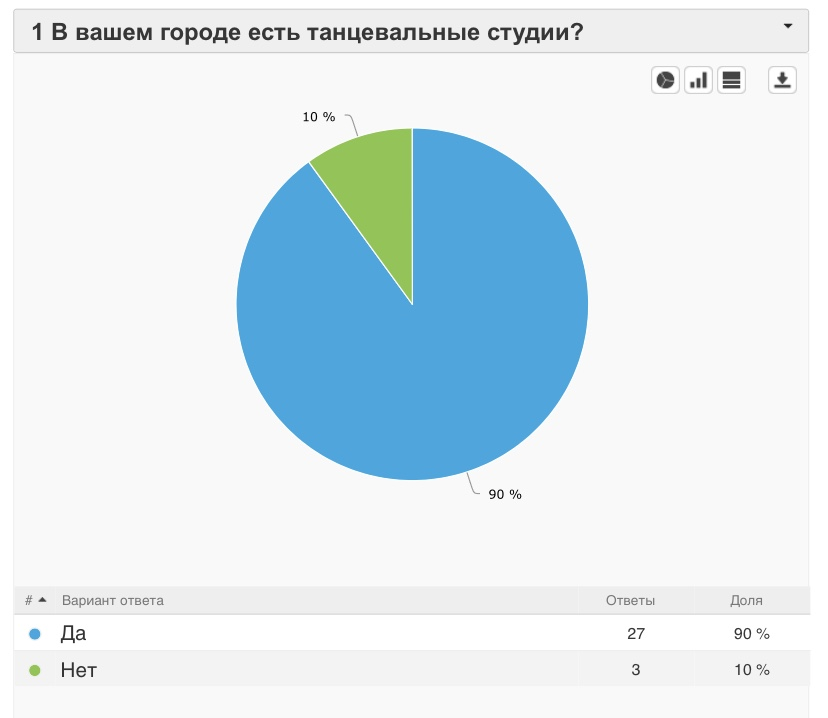 1 В вашем городе есть танцевальные студии?
10 %
90 %
# Вариант ответа Ответы Доля
Да 27 90 %
Нет 3 10 %